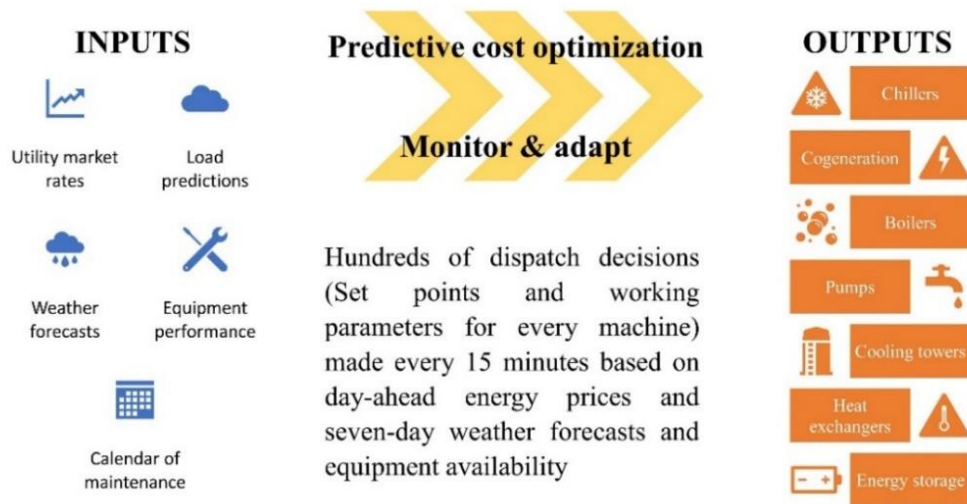 INPUTS
Utility market
rates
Load
predictions
Weather
forecasts
Equipment
performance
Calendar of
maintenance
Predictive cost optimization
Monitor & adapt
Hundreds of dispatch decisions
(Set points and working
parameters for every machine)
made every 15 minutes based on
day-ahead energy prices and
seven-day weather forecasts and
equipment availability
OUTPUTS
Chillers
Cogeneration
Boilers
Pumps
Cooling towers
Heat
exchangers
Energy storage